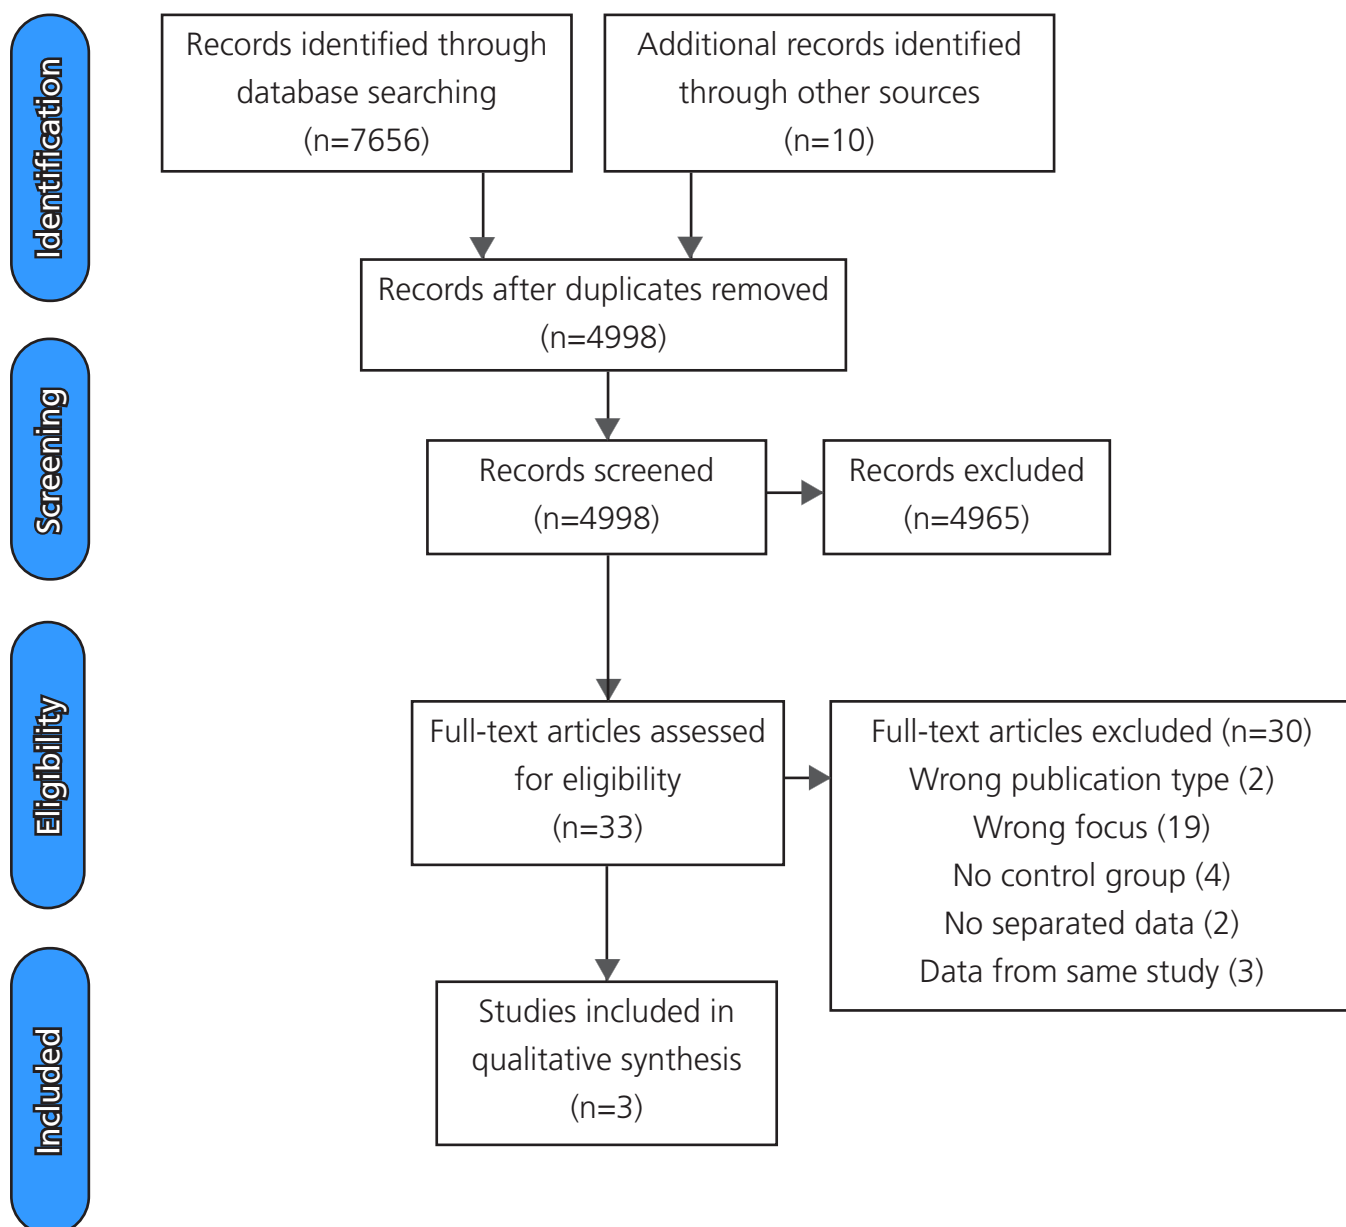 Identification
Records identified through
database searching
(n=7656)
Additional records identified
through other sources
(n=10)
Records after duplicates removed
(n=4998)
Screening
Records screened
(n=4998)
Records excluded
(n=4965)
Eligibility
Full-text articles assessed
for eligibility
(n=33)
Full-text articles excluded (n=30)
Wrong publication type (2)
Wrong focus (19)
No control group (4)
No separated data (2)
Data from same study (3)
Included
Studies included in
qualitative synthesis
(n=3)